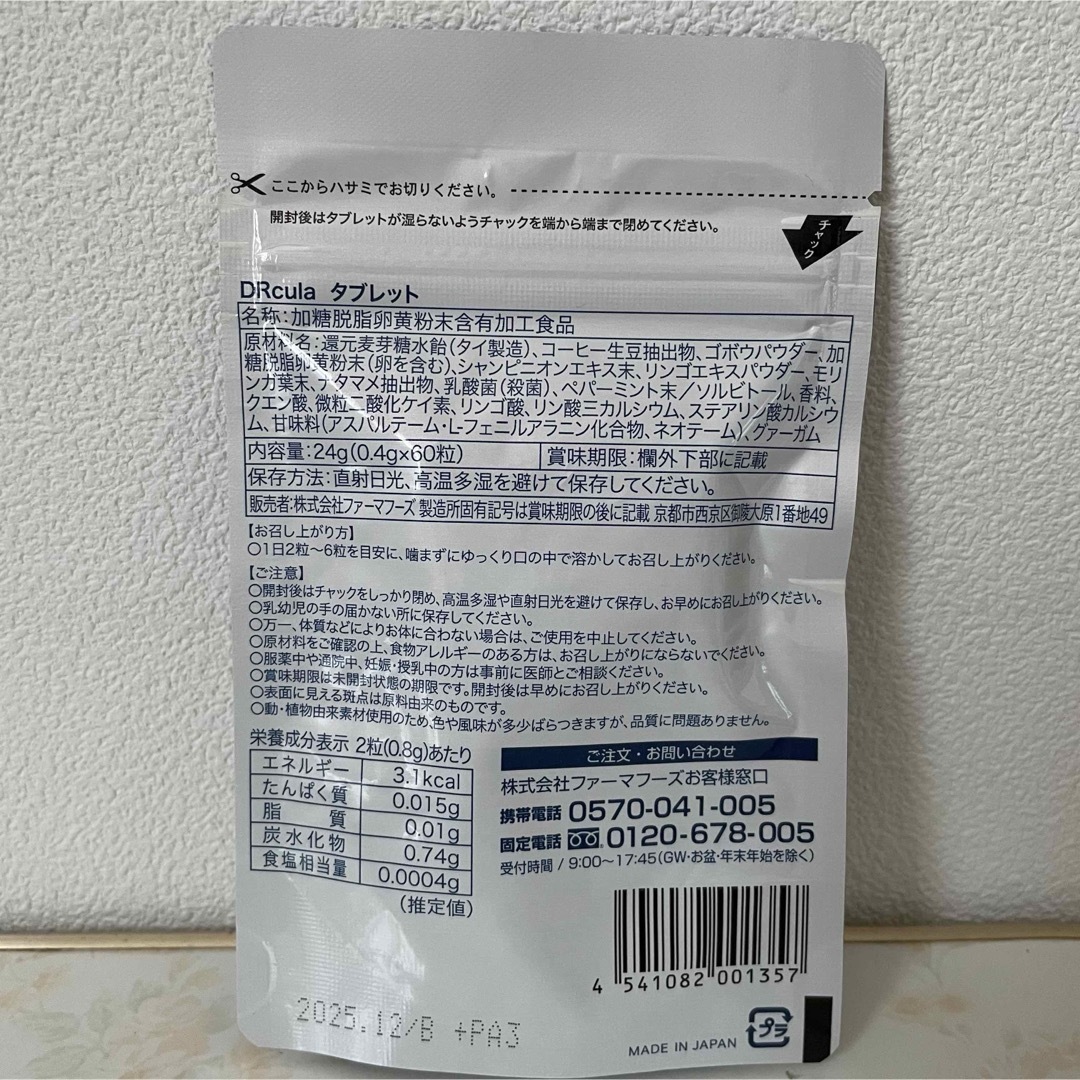 ここからハサミでお切りください。
開封後はタブレットが湿らないようチャックを端から端まで閉めてください。
チャック
DRcula タブレット
名称:加糖脱脂卵黄粉末含有加工食品
原材料名:還元麦芽糖水飴(タイ製造)、コーヒー生豆抽出物、ゴボウパウダー、加
糖脱脂卵黄粉末(卵を含む)、シャンピニオンエキス末、リンゴエキスパウダー、モリ
ンガ葉末、ナタマメ抽出物、乳酸菌(殺菌)、ペパーミント末/ソルビトール、香料、
クエン酸、微粒二酸化ケイ素、リンゴ酸、リン酸三カルシウム、ステアリン酸カルシウ
ム、甘味料(アスパルテーム・L-フェニルアラニン化合物、ネオテーム)、グァーガム
内容量:24g(0.4g×60粒) 賞味期限:欄外下部に記載
保存方法:直射日光、高温多湿を避けて保存してください。
販売者:株式会社ファーマフーズ 製造所固有記号は賞味期限の後に記載 京都市西京区御陵大原1番地49
【お召し上がり方】
○1日2粒~6粒を目安に、噛まずにゆっくり口の中で溶かしてお召し上がりください。
【ご注意】
○開封後はチャックをしっかり閉め、高温多湿や直射日光を避けて保存し、お早めにお召し上がりください。
○乳幼児の手の届かない所に保存してください。
○万一、体質などによりお体に合わない場合は、ご使用を中止してください。
○原材料をご確認の上、食物アレルギーのある方は、お召し上がりにならないでください。
○服薬中や通院中、妊娠・授乳中の方は事前に医師とご相談ください。
○賞味期限は未開封状態の期限です。開封後は早めにお召し上がりください。
○表面に見える斑点は原料由来のものです。
○動・植物由来素材使用のため、色や風味が多少ばらつきますが、品質に問題ありません。
栄養成分表示 2粒(0.8g)あたり
エネルギー 3.1kcal
たんぱく質 0.015g
脂質 0.01g
炭水化物 0.74g
食塩相当量 0.0004g
(推定値)
ご注文・お問い合わせ
株式会社ファーマフーズお客様窓口
携帯電話 0570-041-005
固定電話 0120-678-005
受付時間 / 9:00~17:45(GW・お盆・年末年始を除く)
4 541082 001357
2025.12/B +PA3
MADE IN JAPAN
プラ